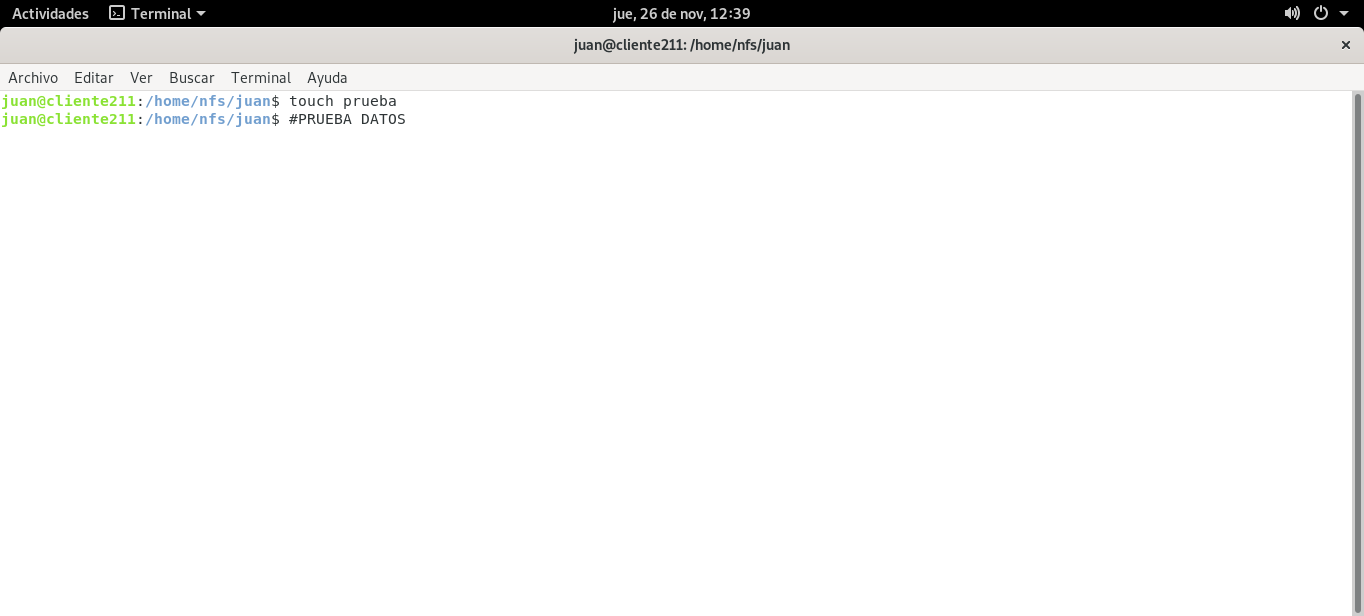 Actividades Terminal jue, 26 de nov, 12:39
juan@cliente211: /home/nfs/juan ×
Archivo Editar Ver Buscar Terminal Ayuda
juan@cliente211:/home/nfs/juan$ touch prueba
juan@cliente211:/home/nfs/juan$ #PRUEBA DATOS